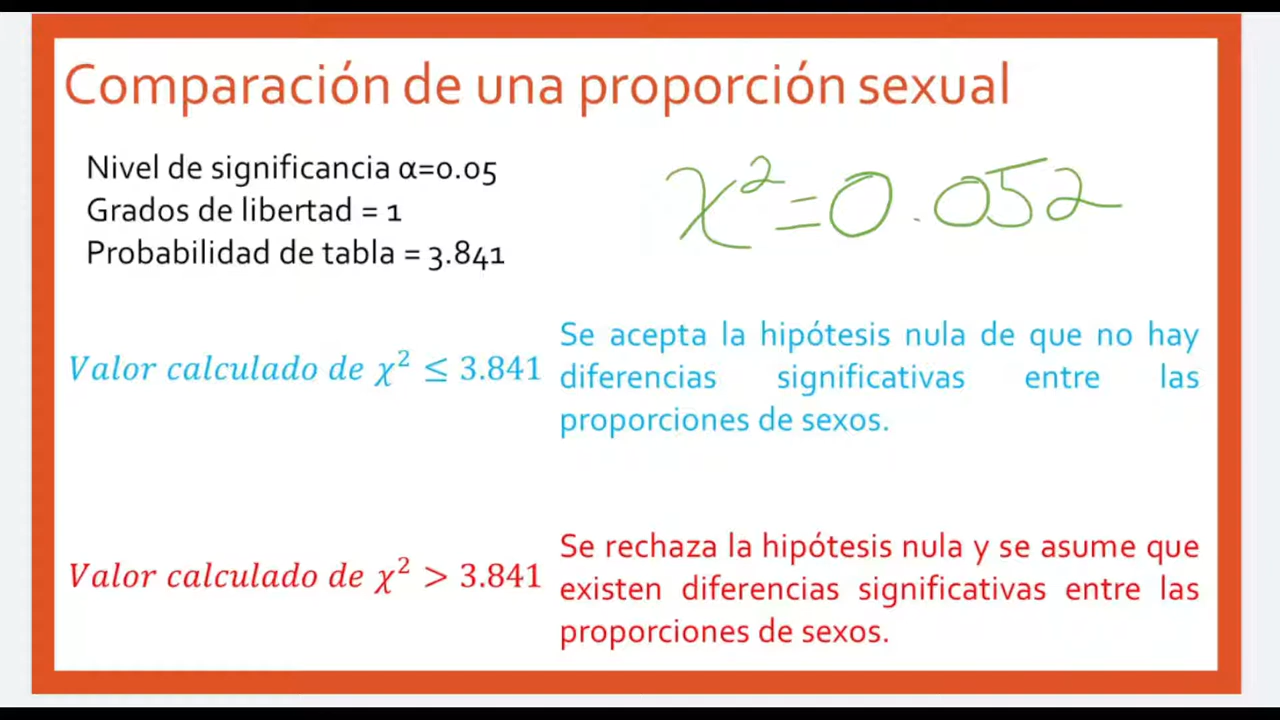 Comparación de una proporción sexual
Nivel de significancia α=0.05
Grados de libertad = 1
Probabilidad de tabla = 3.841
χ²=0.052
Valor calculado de χ² ≤ 3.841
Se acepta la hipótesis nula de que no hay
diferencias significativas entre las
proporciones de sexos.
Valor calculado de χ² > 3.841
Se rechaza la hipótesis nula y se asume que
existen diferencias significativas entre las
proporciones de sexos.